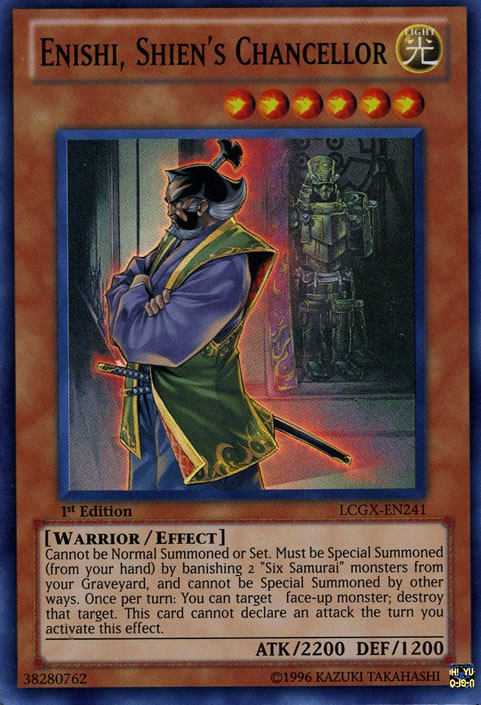 ENISHI, SHIEN'S CHANCELLOR
LIGHT
光
1st Edition
LCGX-EN241
[WARRIOR/EFFECT]
Cannot be Normal Summoned or Set. Must be Special Summoned
(from your hand) by banishing 2 "Six Samurai" monsters from
your Graveyard, and cannot be Special Summoned by other
ways. Once per turn: You can target face-up monster; destroy
that target. This card cannot declare an attack the turn you
activate this effect.
ATK/2200 DEF/1200
38280762
©1996 KAZUKI TAKAHASHI